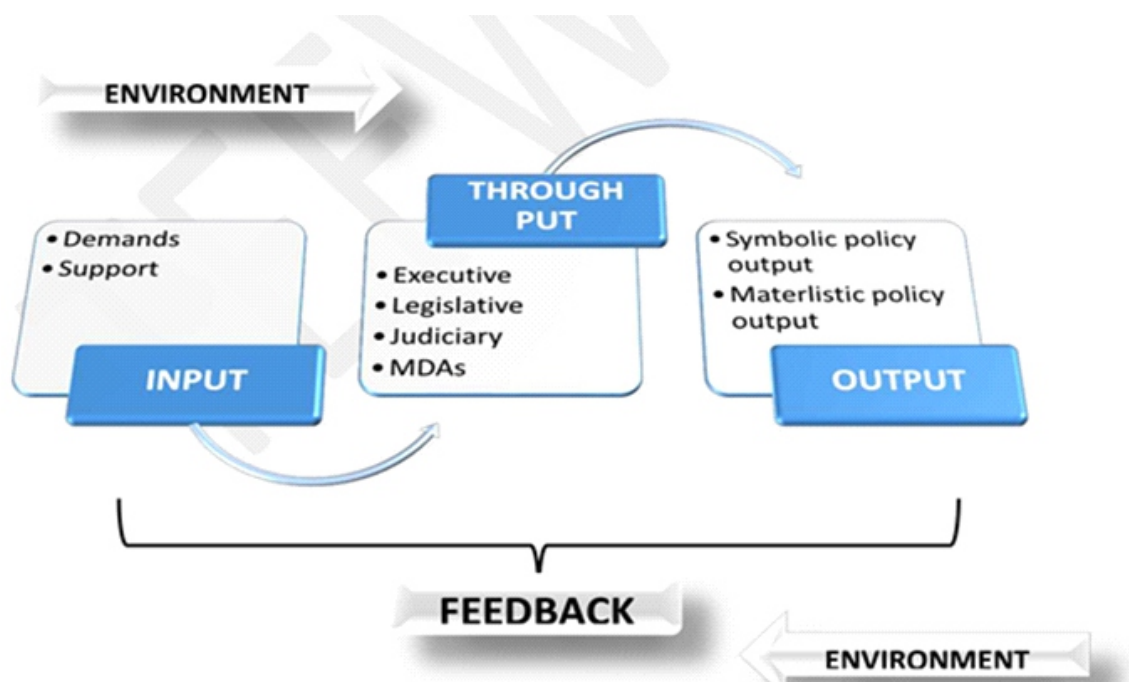 ENVIRONMENT
• Demands
• Support
INPUT
THROUGH
PUT
• Executive
• Legislative
• Judiciary
• MDAs
• Symbolic policy
output
• Materlistic policy
output
OUTPUT
FEEDBACK
ENVIRONMENT